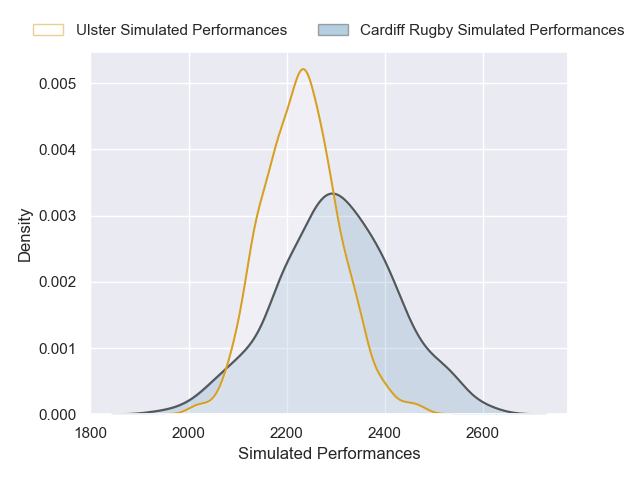 Ulster Simulated Performances
Cardiff Rugby Simulated Performances
0.005
0.004
0.003
0.002
0.001
0.000
Density
1800
2000
2200
2400
2600
Simulated Performances